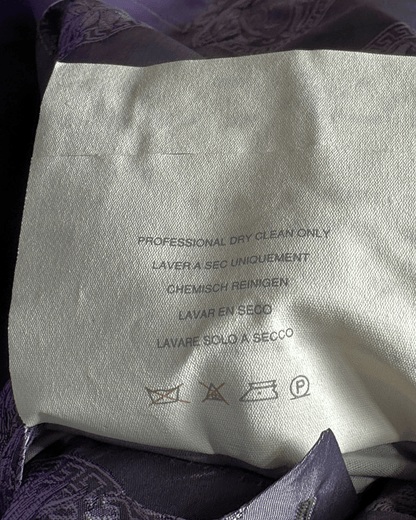 PROFESSIONAL DRY CLEAN ONLY
LAVER A SEC UNIQUEMENT
CHEMISCH REINIGEN
LAVAR EN SECO
LAVARE SOLO A SECCO
P